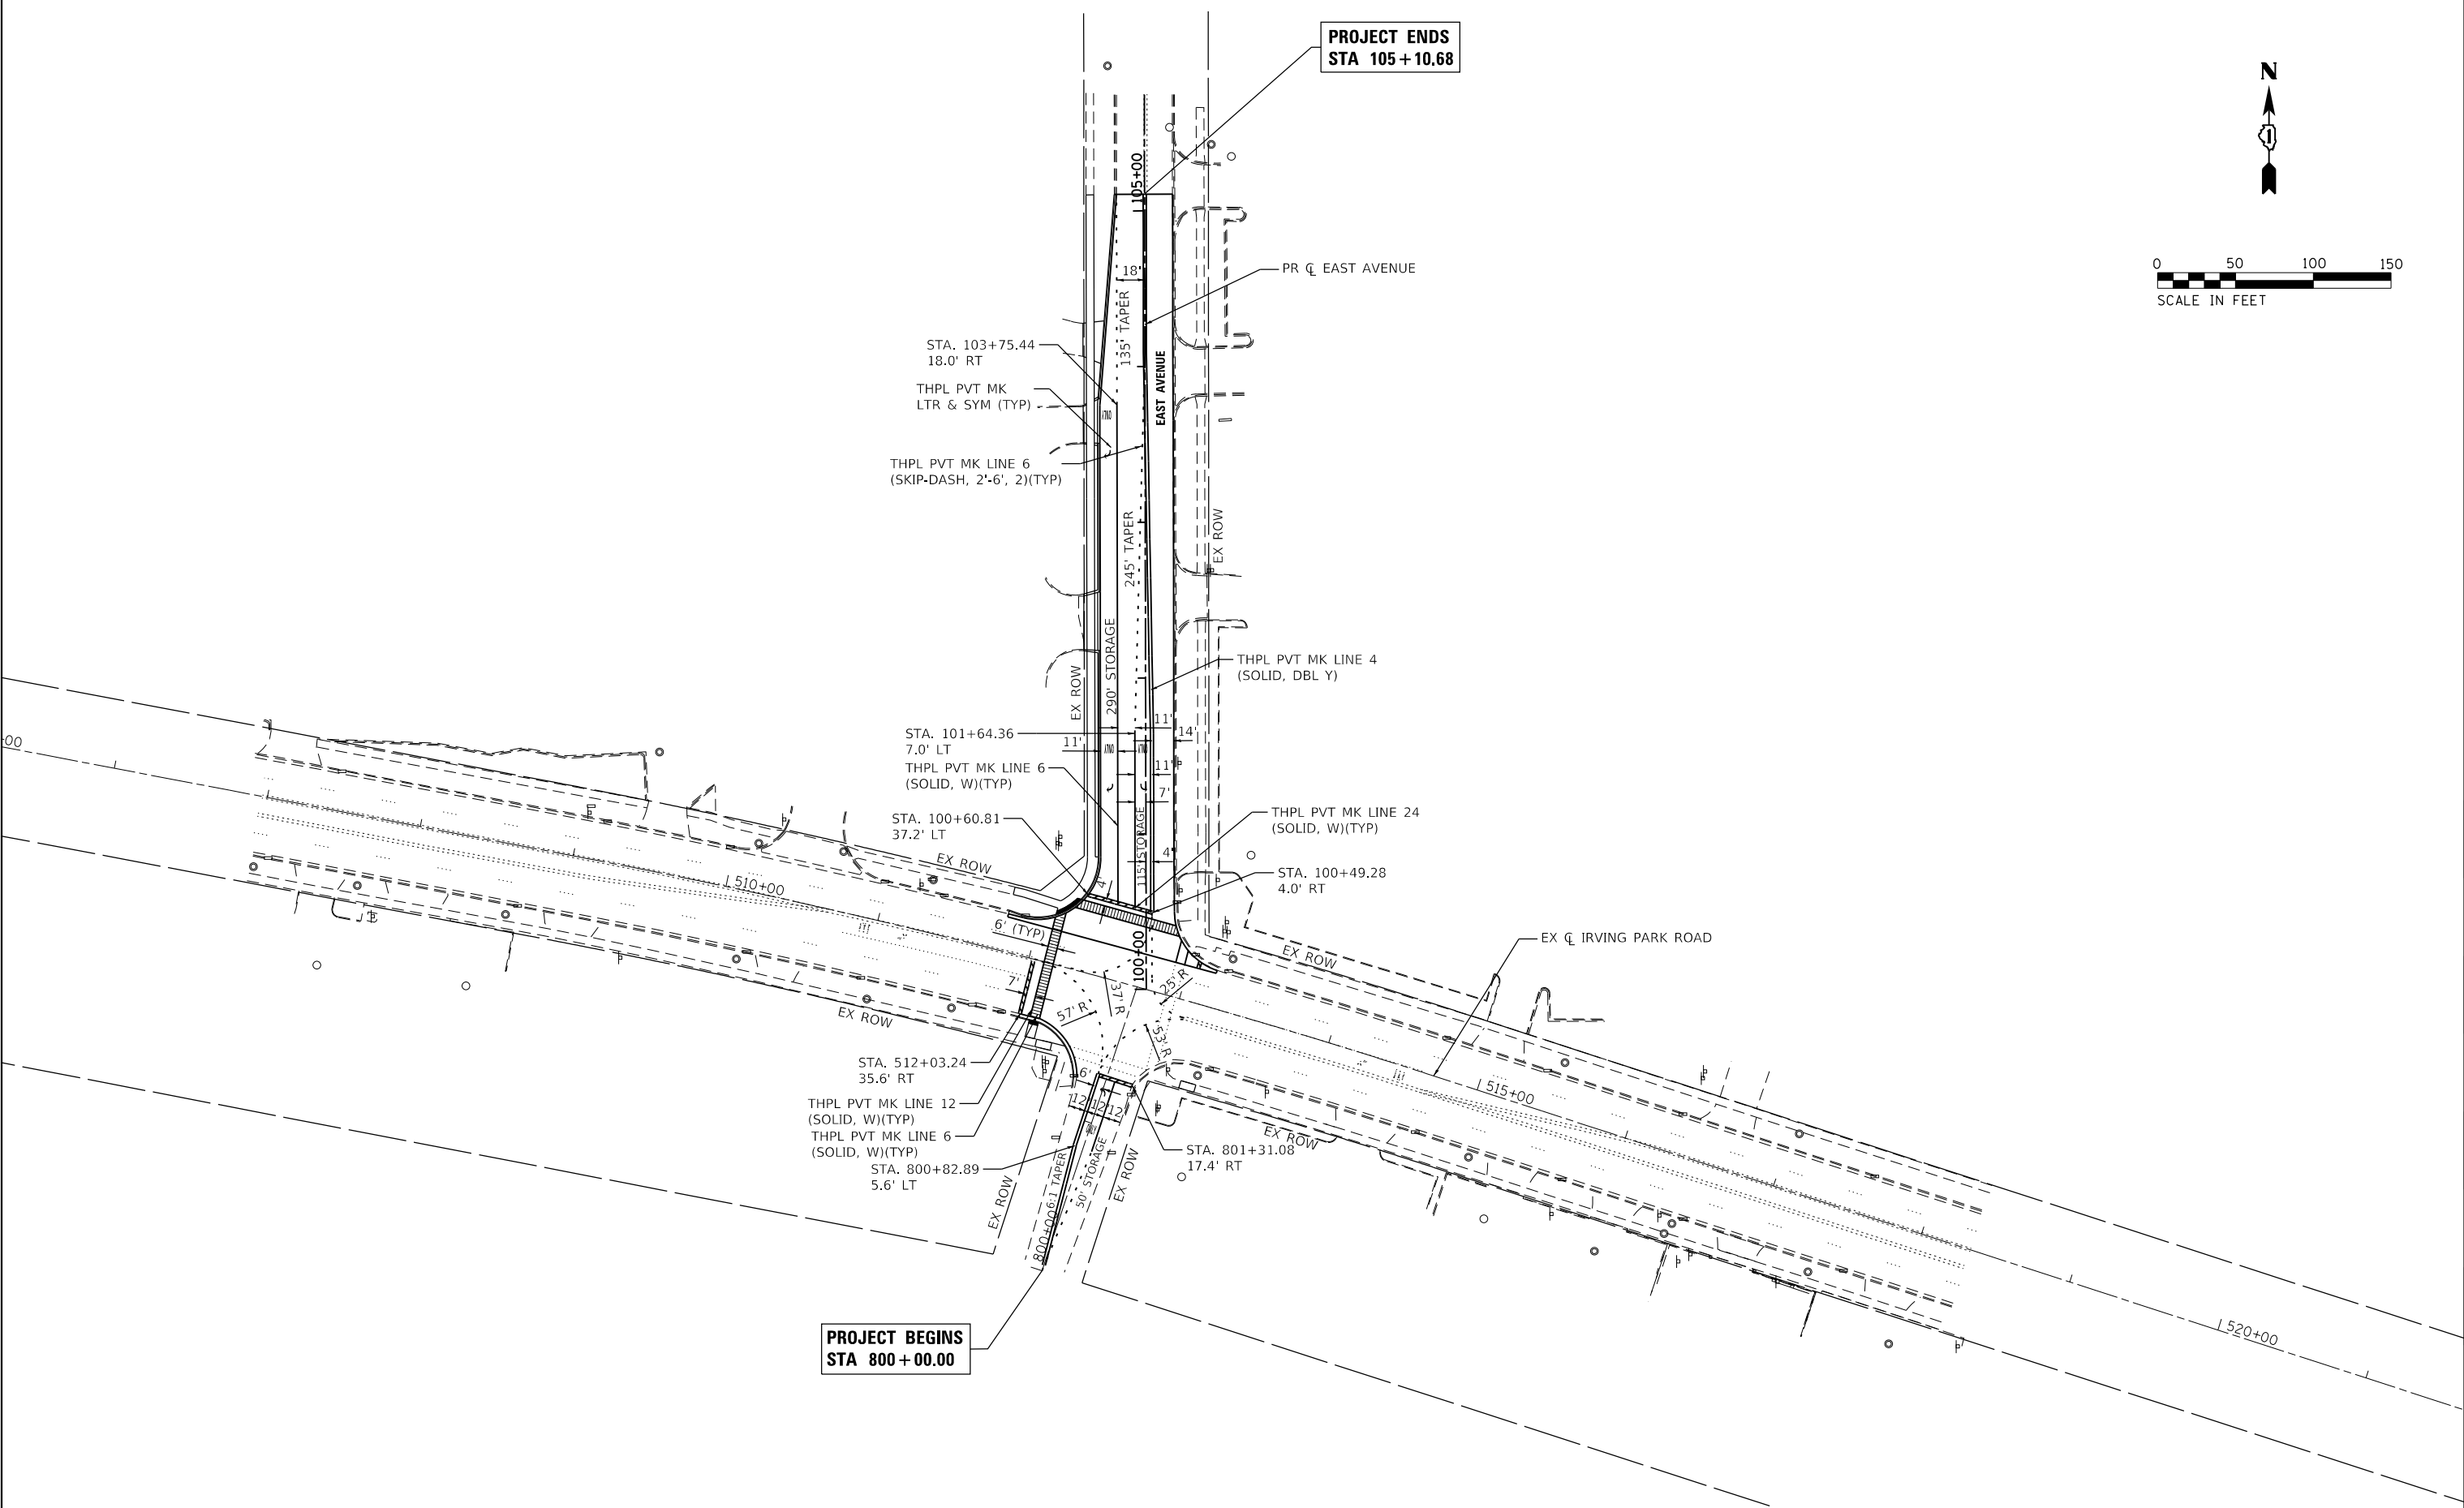 PROJECT ENDS
STA 105+10.68
N
1
0 50 100 150
SCALE IN FEET
105+00
18'
PR ℄ EAST AVENUE
135' TAPER
EAST AVENUE
STA. 103+75.44
18.0' RT
THPL PVT MK
LTR & SYM (TYP)
ONLY
THPL PVT MK LINE 6
(SKIP-DASH, 2'-6', 2)(TYP)
245' TAPER
EX ROW
290' STORAGE
EX ROW
THPL PVT MK LINE 4
(SOLID, DBL Y)
STA. 101+64.36
7.0' LT
11'
14'
11'
ONLY
ONLY
THPL PVT MK LINE 6
(SOLID, W)(TYP)
11'
7'
STA. 100+60.81
37.2' LT
115' STORAGE
THPL PVT MK LINE 24
(SOLID, W)(TYP)
4'
4'
STA. 100+49.28
4.0' RT
+00
510+00
EX ROW
6' (TYP)
100+00
EX ℄ IRVING PARK ROAD
EX ROW
7'
37' R
25' R
57' R
53' R
EX ROW
STA. 512+03.24
35.6' RT
6'
12' 12' 12'
515+00
THPL PVT MK LINE 12
(SOLID, W)(TYP)
THPL PVT MK LINE 6
(SOLID, W)(TYP)
EX ROW
STA. 801+31.08
17.4' RT
STA. 800+82.89
5.6' LT
6:1 TAPER
50' STORAGE
EX ROW
EX ROW
800+00
PROJECT BEGINS
STA 800+00.00
520+00